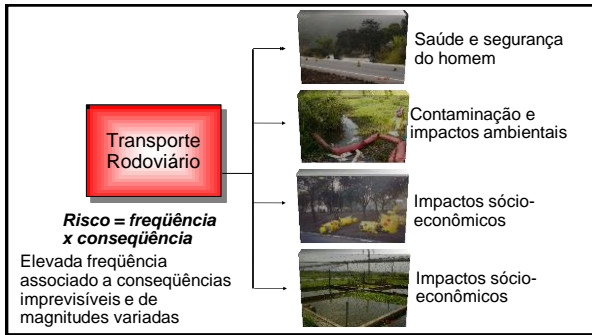 Transporte
Rodoviário
Risco = freqüência
x conseqüência
Elevada freqüência
associado a conseqüências
imprevisíveis e de
magnitudes variadas
Saúde e segurança
do homem
Contaminação e
impactos ambientais
Impactos sócio-
econômicos
Impactos sócio-
econômicos